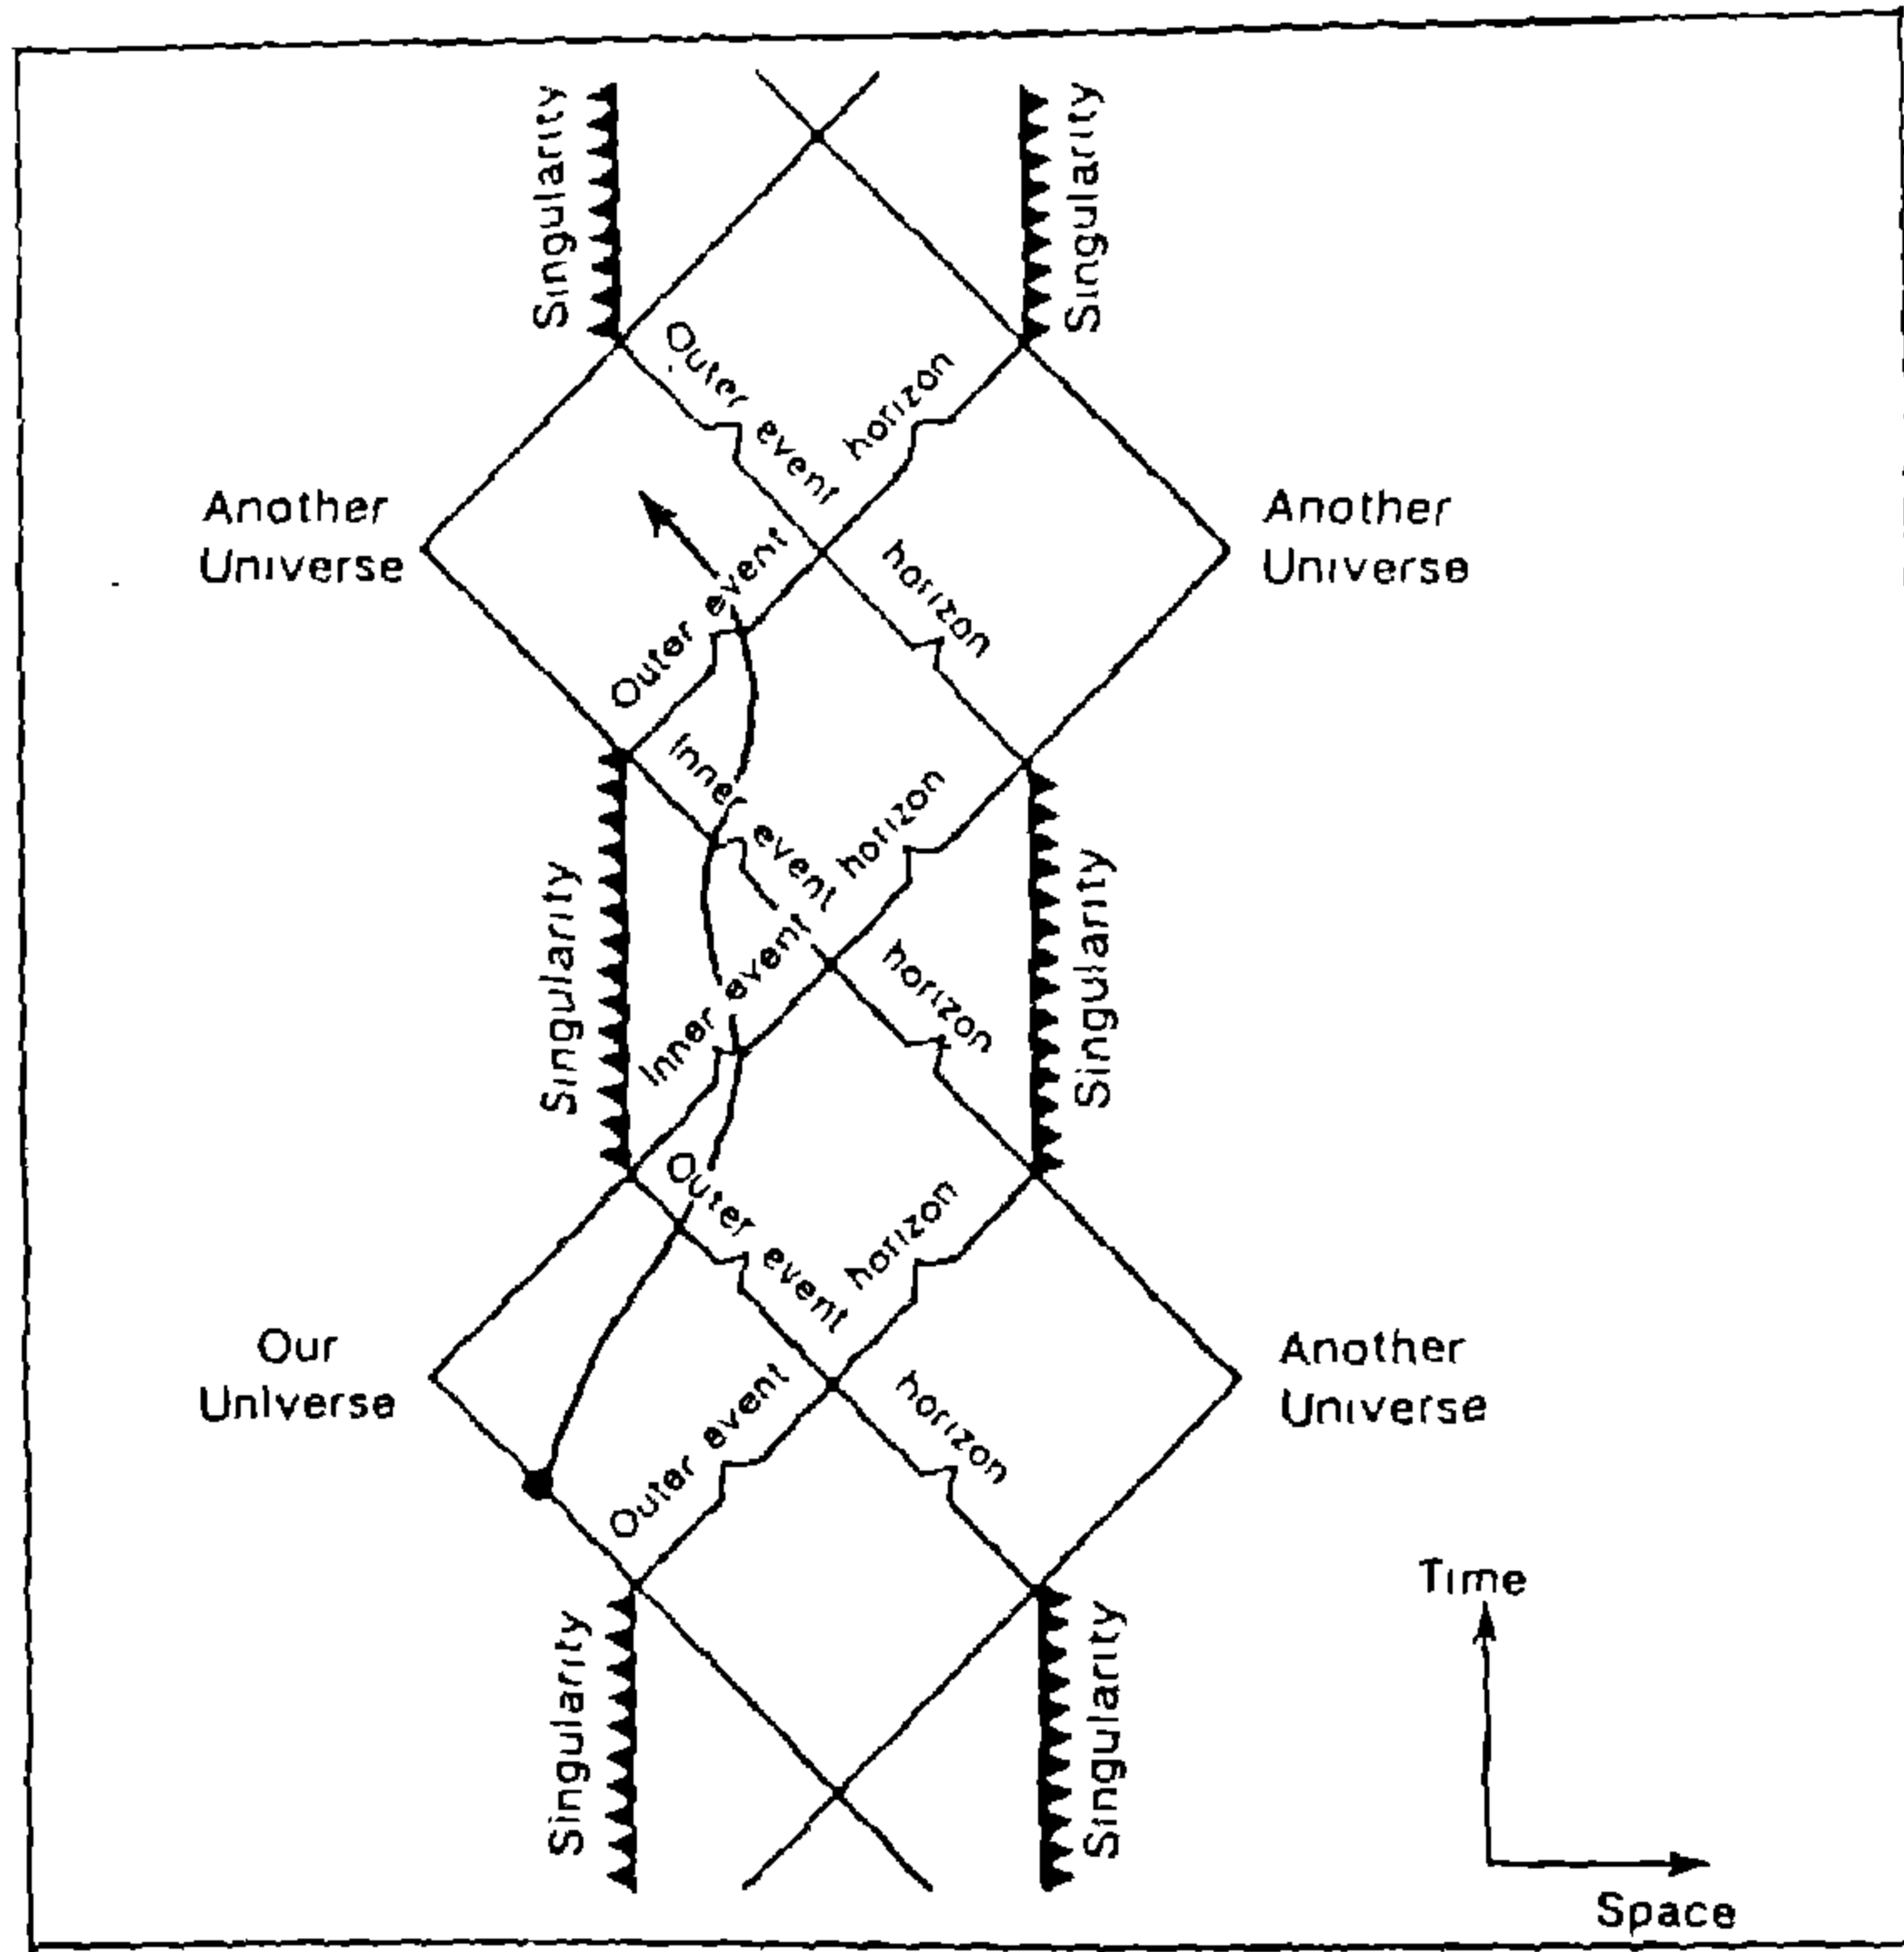 Singularity
Singularity
Outer event horizon
Outer event horizon
Another
Universe
Another
Universe
Inner event horizon
Inner event horizon
Singularity
Singularity
Outer event horizon
Outer event horizon
Our
Universe
Another
Universe
Singularity
Singularity
Time
Space